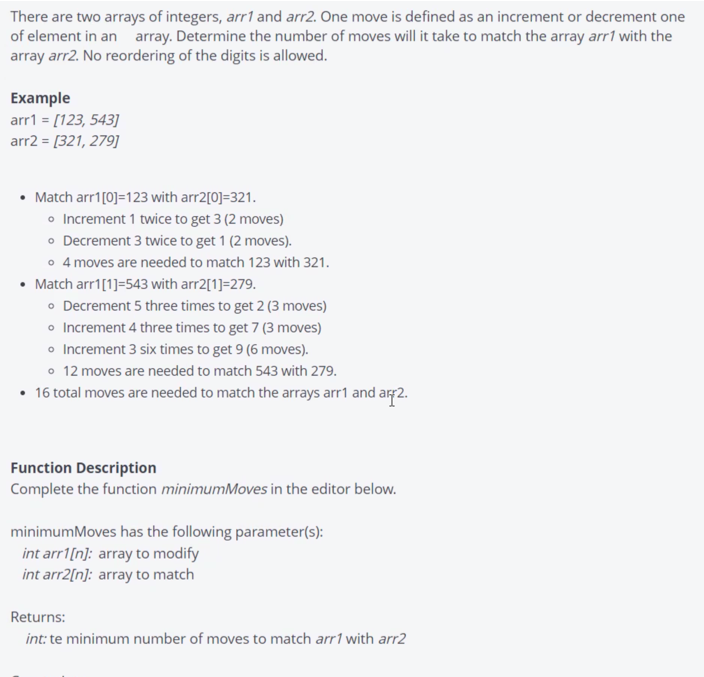 There are two arrays of integers, arr1 and arr2. One move is defined as an increment or decrement one
of element in an array. Determine the number of moves will it take to match the array arr1 with the
array arr2. No reordering of the digits is allowed.
Example
arr1 = [123, 543]
arr2 = [321, 279]
• Match arr1[0]=123 with arr2[0]=321.
o Increment 1 twice to get 3 (2 moves)
o Decrement 3 twice to get 1 (2 moves).
o 4 moves are needed to match 123 with 321.
• Match arr1[1]=543 with arr2[1]=279.
o Decrement 5 three times to get 2 (3 moves)
o Increment 4 three times to get 7 (3 moves)
o Increment 3 six times to get 9 (6 moves).
o 12 moves are needed to match 543 with 279.
• 16 total moves are needed to match the arrays arr1 and arr2.
Function Description
Complete the function minimumMoves in the editor below.
minimumMoves has the following parameter(s):
int arr1[n]: array to modify
int arr2[n]: array to match
Returns:
int: te minimum number of moves to match arr1 with arr2